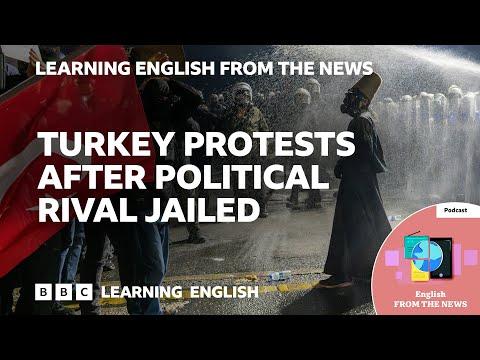 LEARNING ENGLISH FROM THE NEWS
TURKEY PROTESTS
AFTER POLITICAL
RIVAL JAILED
Podcast
English
FROM THE NEWS
BBC LEARNING ENGLISH